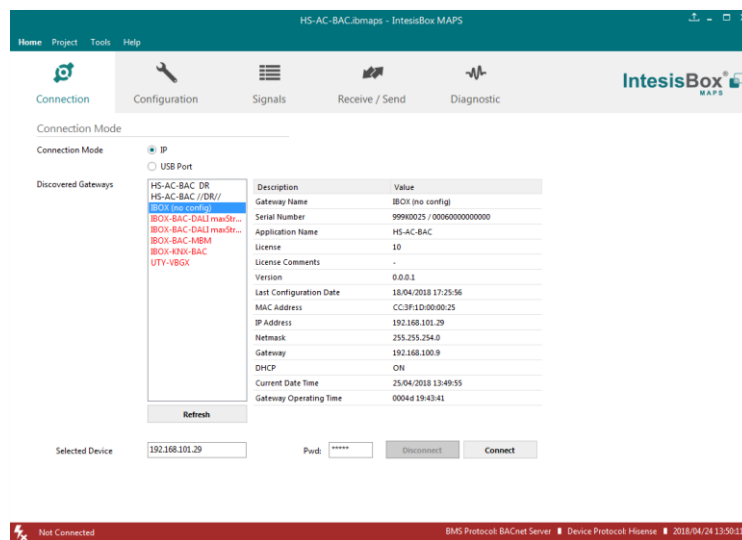 HS-AC-BAC.ibmaps - IntesisBox MAPS
Home Project Tools Help
Connection Configuration Signals Receive / Send Diagnostic
IntesisBox®
MAPS
Connection Mode
Connection Mode IP
USB Port
Discovered Gateways
HS-AC-BAC DR
HS-AC-BAC //DR//
IBOX (no config)
IBOX-BAC-DALI maxStr...
IBOX-BAC-DALI maxStr...
IBOX-BAC-MBM
IBOX-KNX-BAC
UTY-VBGX
Refresh
Description Value
Gateway Name IBOX (no config)
Serial Number 999K0025 / 00060000000000
Application Name HS-AC-BAC
License 10
License Comments -
Version 0.0.0.1
Last Configuration Date 18/04/2018 17:25:56
MAC Address CC:3F:1D:00:00:25
IP Address 192.168.101.29
Netmask 255.255.254.0
Gateway 192.168.100.9
DHCP ON
Current Date Time 25/04/2018 13:49:55
Gateway Operating Time 0004d 19:43:41
Selected Device 192.168.101.29 Pwd: ***** Disconnect Connect
Not Connected BMS Protocol: BACnet Server Device Protocol: Hisense 2018/04/24 13:50:11